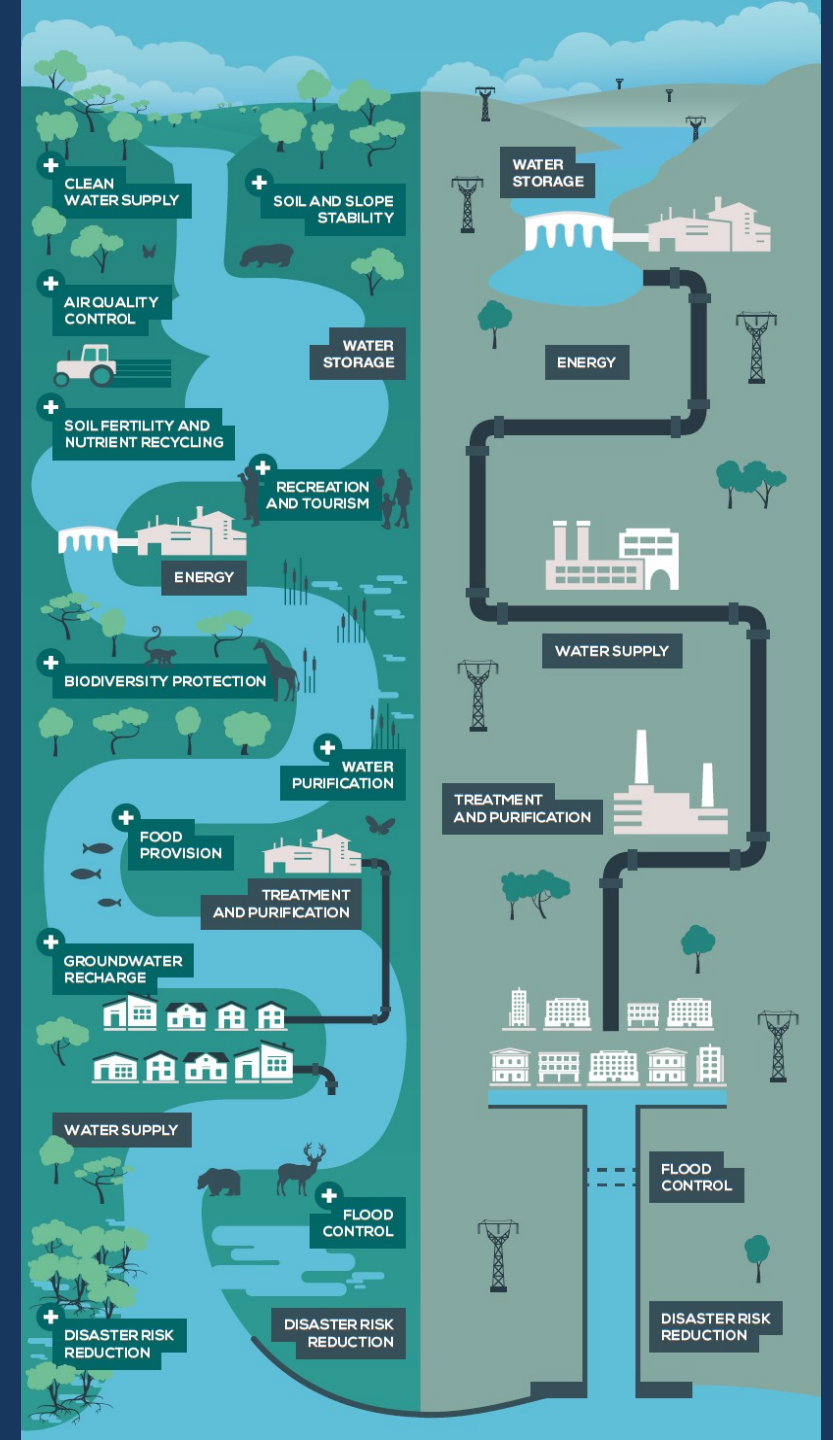 CLEAN
WATER SUPPLY
SOIL AND SLOPE
STABILITY
AIR QUALITY
CONTROL
WATER
STORAGE
SOIL FERTILITY AND
NUTRIENT RECYCLING
RECREATION
AND TOURISM
ENERGY
BIODIVERSITY PROTECTION
WATER
PURIFICATION
FOOD
PROVISION
TREATMENT
AND PURIFICATION
GROUNDWATER
RECHARGE
WATER SUPPLY
FLOOD
CONTROL
DISASTER RISK
REDUCTION
DISASTER RISK
REDUCTION
WATER
STORAGE
ENERGY
WATER SUPPLY
TREATMENT
AND PURIFICATION
FLOOD
CONTROL
DISASTER RISK
REDUCTION